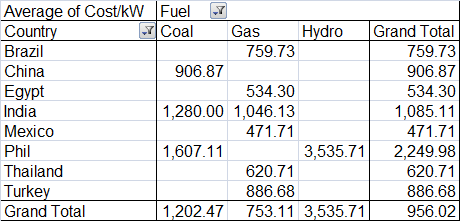 Average of Cost/kW Fuel
Country Coal Gas Hydro Grand Total
Brazil 759.73 759.73
China 906.87 906.87
Egypt 534.30 534.30
India 1,280.00 1,046.13 1,085.11
Mexico 471.71 471.71
Phil 1,607.11 3,535.71 2,249.98
Thailand 620.71 620.71
Turkey 886.68 886.68
Grand Total 1,202.47 753.11 3,535.71 956.02